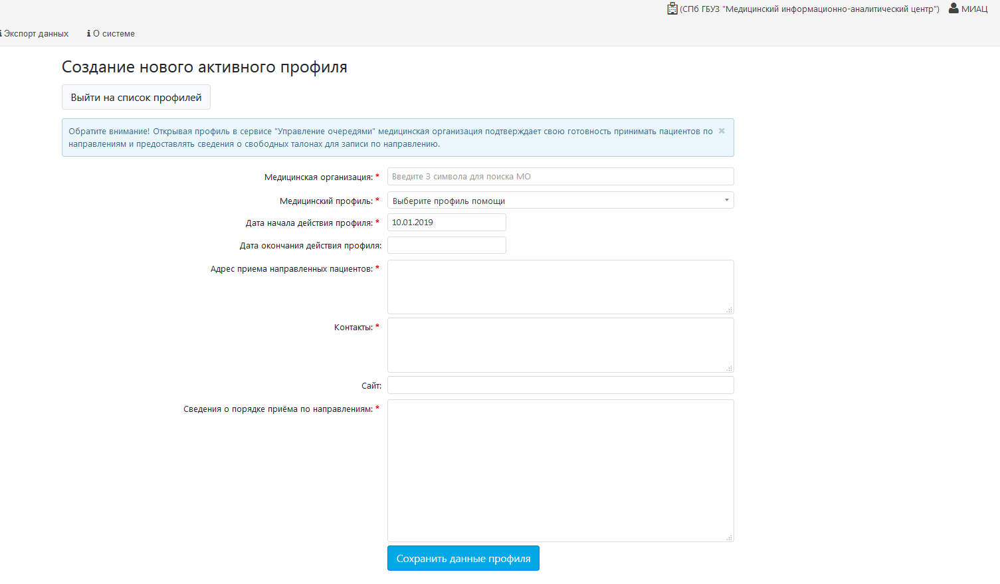 (СПб ГБУЗ "Медицинский информационно-аналитический центр") МИАЦ
Экспорт данных О системе
Создание нового активного профиля
Выйти на список профилей
Обратите внимание! Открывая профиль в сервисе "Управление очередями" медицинская организация подтверждает свою готовность принимать пациентов по
направлениям и предоставлять сведения о свободных талонах для записи по направлению.
Медицинская организация: * Введите 3 символа для поиска МО
Медицинский профиль: * Выберите профиль помощи
Дата начала действия профиля: * 10.01.2019
Дата окончания действия профиля:
Адрес приема направленных пациентов: *
Контакты: *
Сайт:
Сведения о порядке приёма по направлениям: *
Сохранить данные профиля